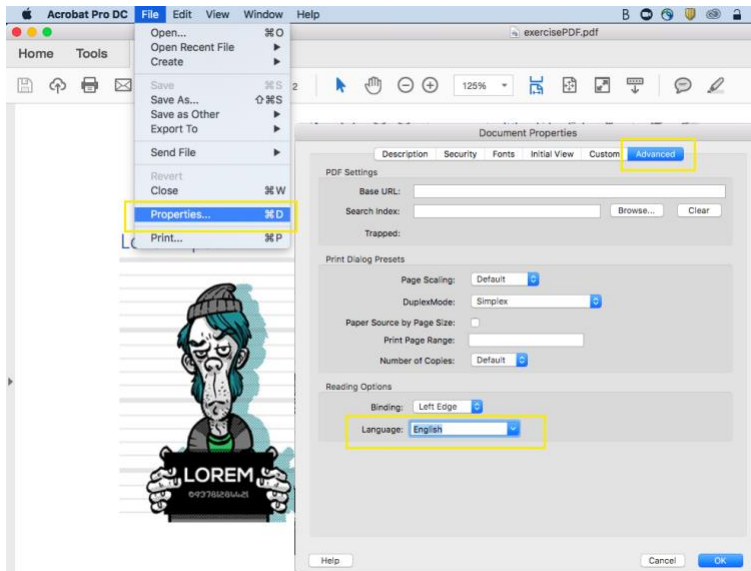 Acrobat Pro DC File Edit View Window Help
exercisePDF.pdf
Home Tools
Open... ⌘O
Open Recent File
Create
Save ⌘S
Save As... ⇧⌘S
Save as Other
Export To
Send File
Revert
Close ⌘W
Properties... ⌘D
Print... ⌘P
2
125%
Document Properties
Description Security Fonts Initial View Custom Advanced
PDF Settings
Base URL:
Search Index: Browse... Clear
Trapped:
Print Dialog Presets
Page Scaling: Default
DuplexMode: Simplex
Paper Source by Page Size:
Print Page Range:
Number of Copies: Default
Reading Options
Binding: Left Edge
Language: English
Help Cancel OK
LOREM